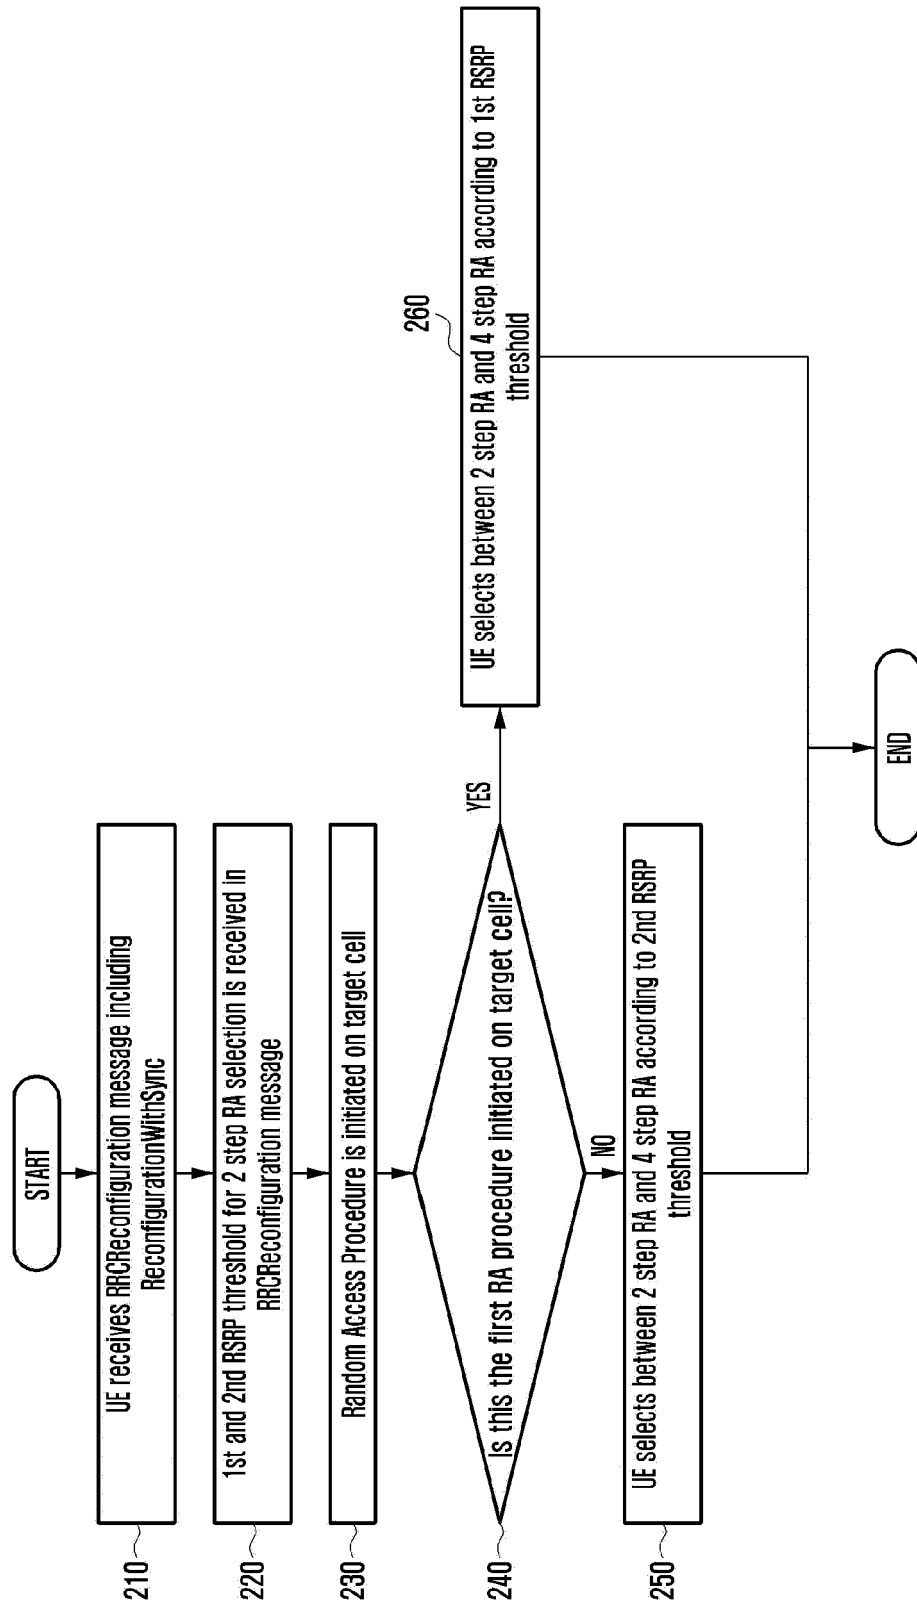 START
210
UE receives RRCReconfiguration message including
ReconfigurationWithSync
220
1st and 2nd RSRP threshold for 2 step RA selection is received in
RRCReconfiguration message
230
Random Access Procedure is initiated on target cell
240
Is this the first RA procedure initiated on target cell?
YES
260
UE selects between 2 step RA and 4 step RA according to 1st RSRP
threshold
NO
250
UE selects between 2 step RA and 4 step RA according to 2nd RSRP
threshold
END